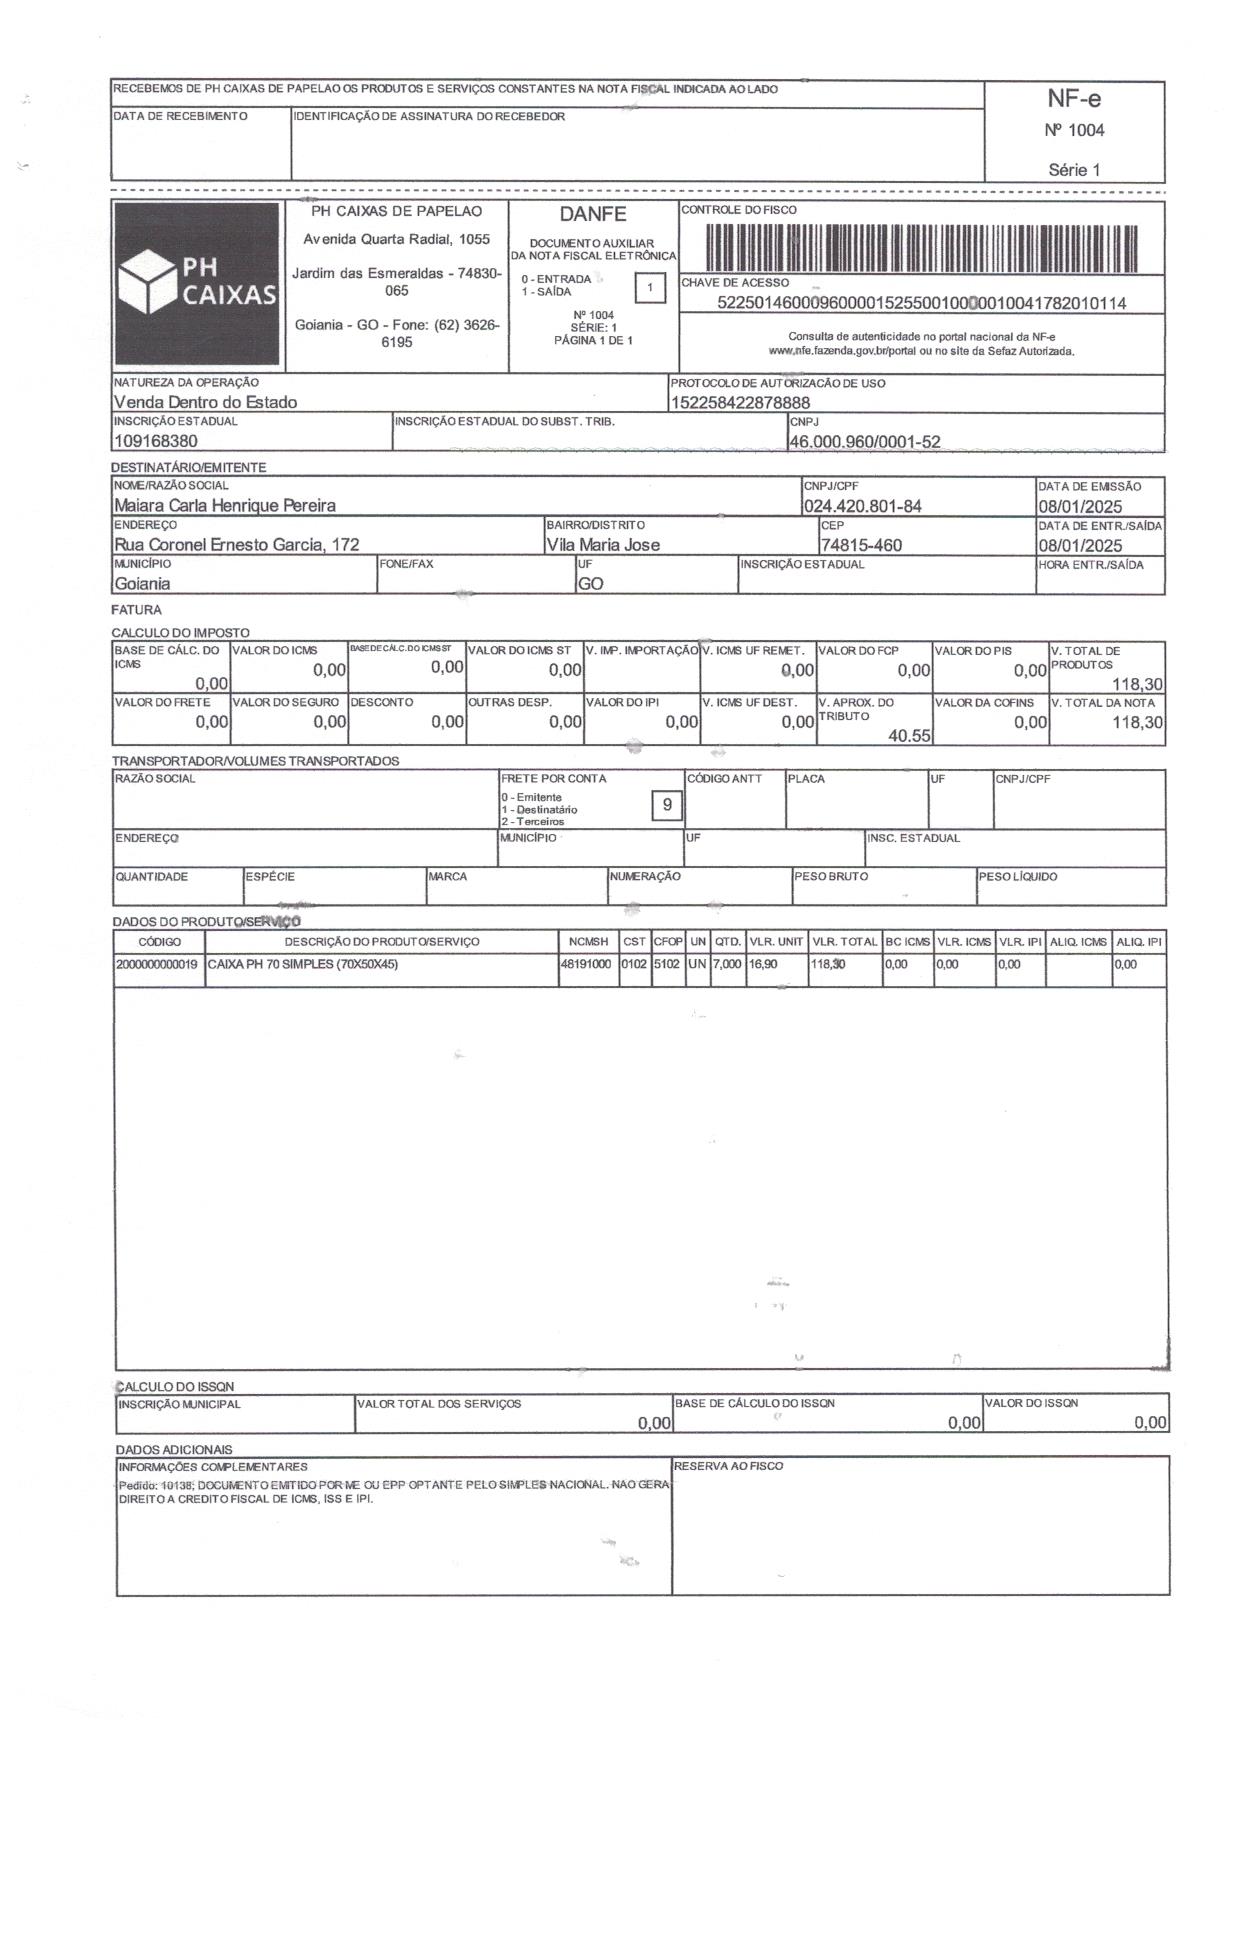 RECEBEMOS DE PH CAIXAS DE PAPELAO OS PRODUTOS E SERVIÇOS CONSTANTES NA NOTA FISCAL INDICADA AO LADO
DATA DE RECEBIMENTO
IDENTIFICAÇÃO DE ASSINATURA DO RECEBEDOR
NF-e
Nº 1004
Série 1
PH
CAIXAS
PH CAIXAS DE PAPELAO
Avenida Quarta Radial, 1055
Jardim das Esmeraldas - 74830-
065
Goiania - GO - Fone: (62) 3626-
6195
DANFE
DOCUMENTO AUXILIAR
DA NOTA FISCAL ELETRÔNICA
0 - ENTRADA
1 - SAÍDA
1
Nº 1004
SÉRIE: 1
PÁGINA 1 DE 1
CONTROLE DO FISCO
CHAVE DE ACESSO
52250146000960000152550010000010041782010114
Consulta de autenticidade no portal nacional da NF-e
www.nfe.fazenda.gov.br/portal ou no site da Sefaz Autorizada.
NATUREZA DA OPERAÇÃO
Venda Dentro do Estado
PROTOCOLO DE AUTORIZACÃO DE USO
152258422878888
INSCRIÇÃO ESTADUAL
109168380
INSCRIÇÃO ESTADUAL DO SUBST. TRIB.
CNPJ
46.000.960/0001-52
DESTINATÁRIO/EMITENTE
NOME/RAZÃO SOCIAL
Maiara Carla Henrique Pereira
CNPJ/CPF
024.420.801-84
DATA DE EMISSÃO
08/01/2025
ENDEREÇO
Rua Coronel Ernesto Garcia, 172
BAIRRO/DISTRITO
Vila Maria Jose
CEP
74815-460
DATA DE ENTR./SAÍDA
08/01/2025
MUNICÍPIO
Goiania
FONE/FAX
UF
GO
INSCRIÇÃO ESTADUAL
HORA ENTR./SAÍDA
FATURA
CALCULO DO IMPOSTO
BASE DE CÁLC. DO
ICMS
0,00
VALOR DO ICMS
0,00
BASE DE CÁLC. DO ICMS ST
0,00
VALOR DO ICMS ST
0,00
V. IMP. IMPORTAÇÃO
V. ICMS UF REMET.
0,00
VALOR DO FCP
0,00
VALOR DO PIS
0,00
V. TOTAL DE
PRODUTOS
118,30
VALOR DO FRETE
0,00
VALOR DO SEGURO
0,00
DESCONTO
0,00
OUTRAS DESP.
0,00
VALOR DO IPI
0,00
V. ICMS UF DEST.
0,00
V. APROX. DO
TRIBUTO
40.55
VALOR DA COFINS
0,00
V. TOTAL DA NOTA
118,30
TRANSPORTADOR/VOLUMES TRANSPORTADOS
RAZÃO SOCIAL
FRETE POR CONTA
0 - Emitente
1 - Destinatário
2 - Terceiros
9
CÓDIGO ANTT
PLACA
UF
CNPJ/CPF
ENDEREÇO
MUNICÍPIO
UF
INSC. ESTADUAL
QUANTIDADE
ESPÉCIE
MARCA
NUMERAÇÃO
PESO BRUTO
PESO LÍQUIDO
DADOS DO PRODUTO/SERVIÇO
CÓDIGO DESCRIÇÃO DO PRODUTO/SERVIÇO NCMSH CST CFOP UN QTD. VLR. UNIT VLR. TOTAL BC ICMS VLR. ICMS VLR. IPI ALIQ. ICMS ALIQ. IPI
2000000000019 CAIXA PH 70 SIMPLES (70X50X45) 48191000 0102 5102 UN 7,000 16,90 118,30 0,00 0,00 0,00 0,00
CALCULO DO ISSQN
INSCRIÇÃO MUNICIPAL
VALOR TOTAL DOS SERVIÇOS
0,00
BASE DE CÁLCULO DO ISSQN
0,00
VALOR DO ISSQN
0,00
DADOS ADICIONAIS
INFORMAÇÕES COMPLEMENTARES
Pedido: 10138; DOCUMENTO EMITIDO POR ME OU EPP OPTANTE PELO SIMPLES NACIONAL. NAO GERA
DIREITO A CREDITO FISCAL DE ICMS, ISS E IPI.
RESERVA AO FISCO